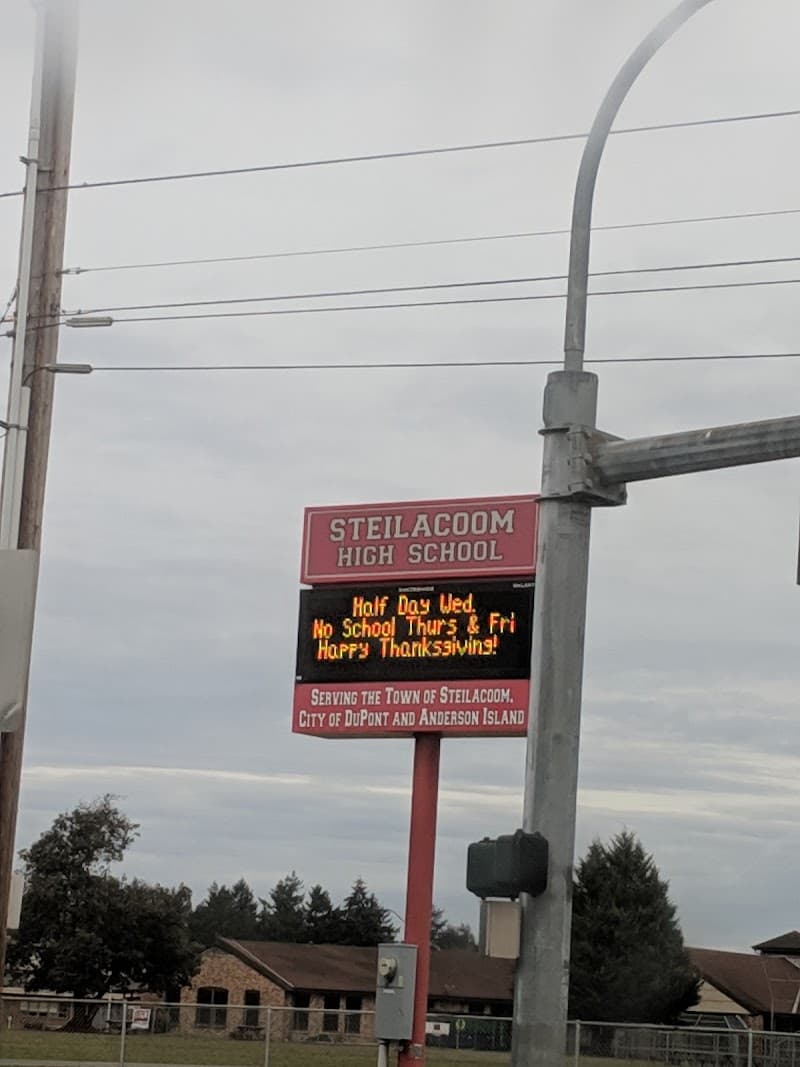 STEILACOOM
HIGH SCHOOL
Half Day Wed.
No School Thurs & Fri
Happy Thanksgiving!
SERVING THE TOWN OF STEILACOOM,
CITY OF DUPONT AND ANDERSON ISLAND